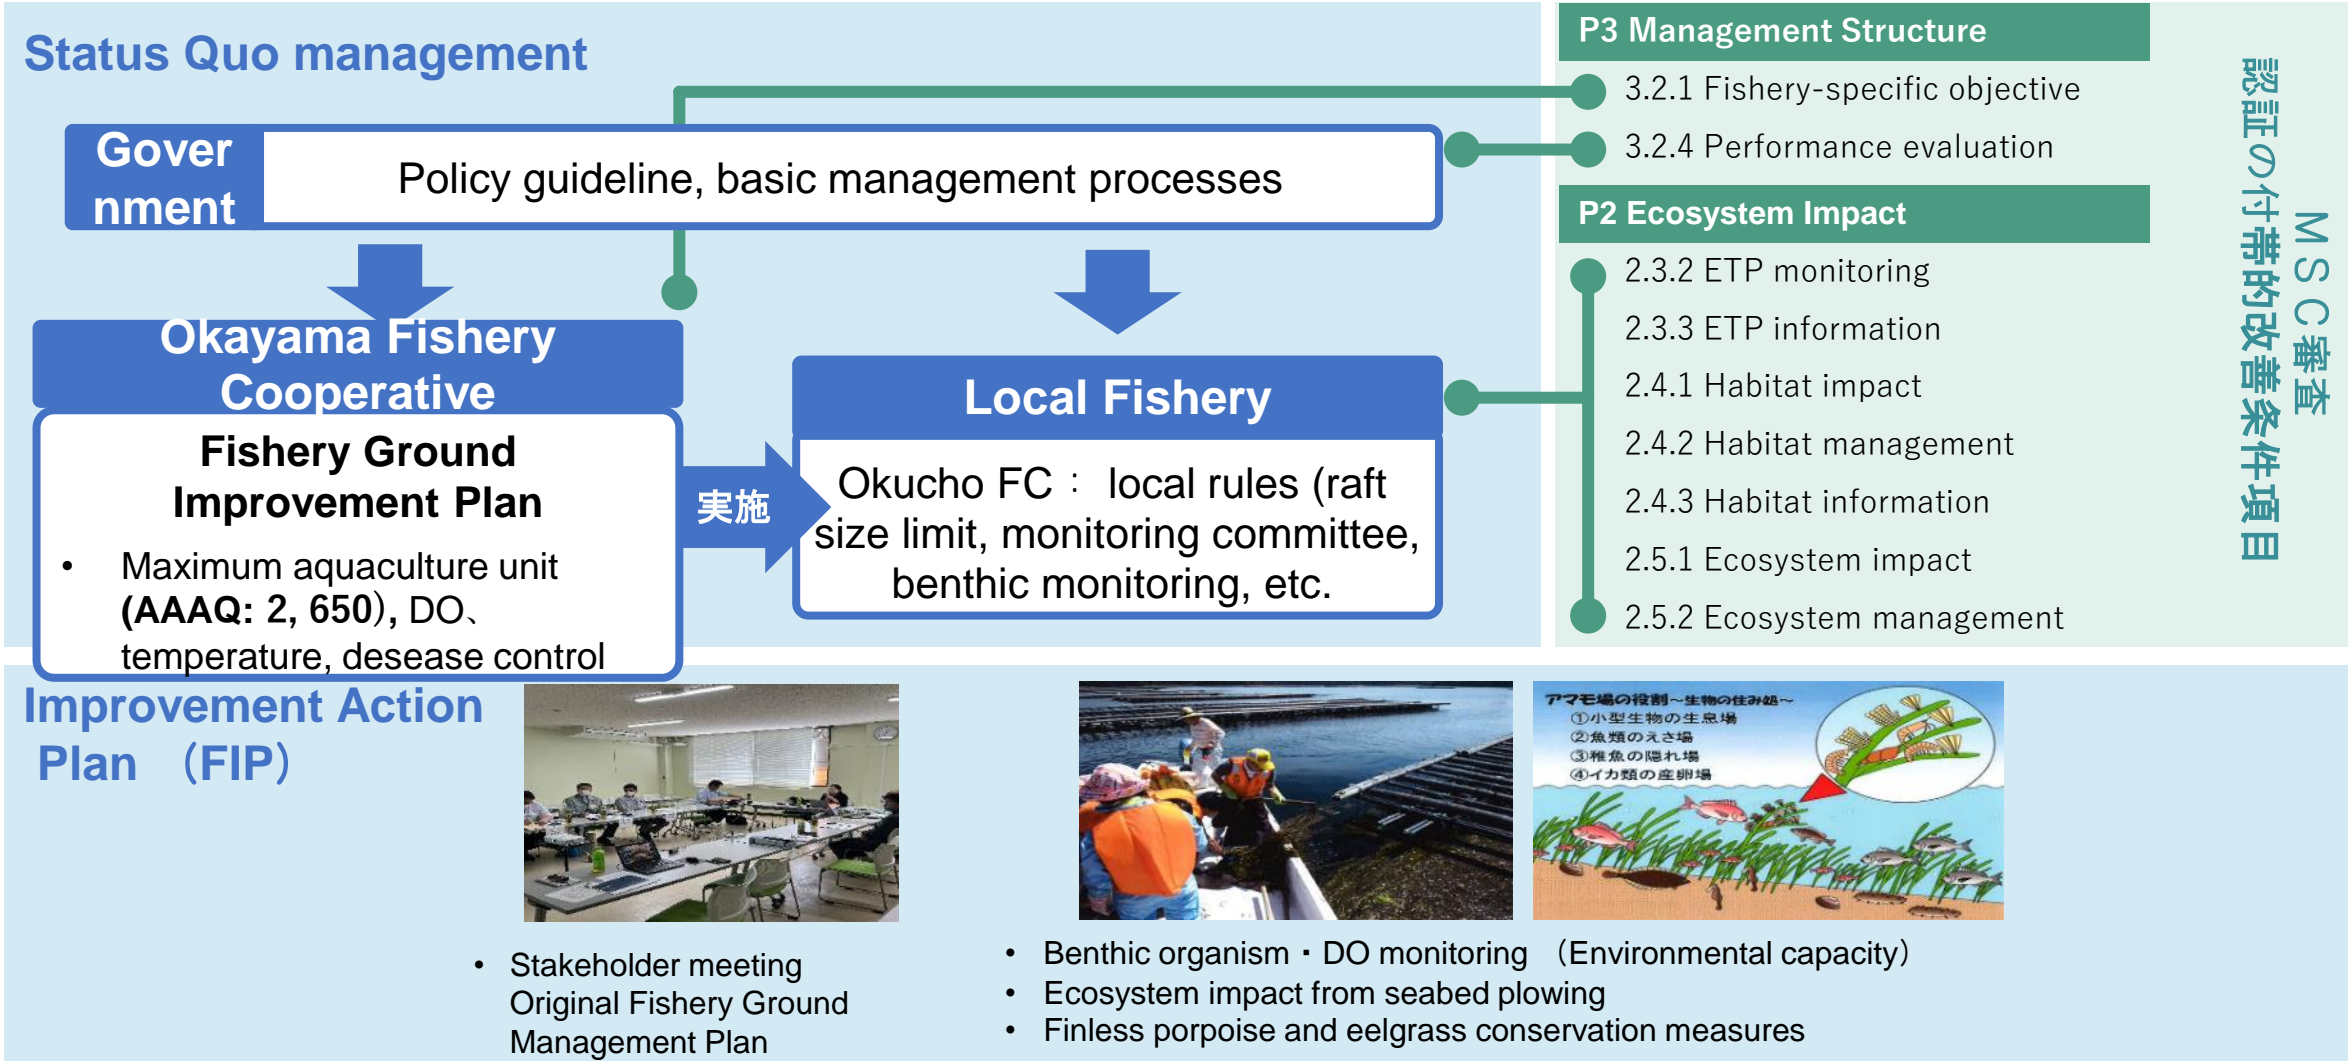 Status Quo management
Gover
nment
Policy guideline, basic management processes
Okayama Fishery
Cooperative
Fishery Ground
Improvement Plan
• Maximum aquaculture unit
(AAAQ: 2, 650), DO、
temperature, desease control
実施
Local Fishery
Okucho FC： local rules (raft
size limit, monitoring committee,
benthic monitoring, etc.
P3 Management Structure
3.2.1 Fishery-specific objective
3.2.4 Performance evaluation
P2 Ecosystem Impact
2.3.2 ETP monitoring
2.3.3 ETP information
2.4.1 Habitat impact
2.4.2 Habitat management
2.4.3 Habitat information
2.5.1 Ecosystem impact
2.5.2 Ecosystem management
ＭＳＣ審査
認証の付帯的改善条件項目
Improvement Action
Plan （FIP）
アマモ場の役割～生物の住み処～
①小型生物の生息場
②魚類のえさ場
③稚魚の隠れ場
④イカ類の産卵場
• Stakeholder meeting
Original Fishery Ground
Management Plan
• Benthic organism・DO monitoring （Environmental capacity）
• Ecosystem impact from seabed plowing
• Finless porpoise and eelgrass conservation measures